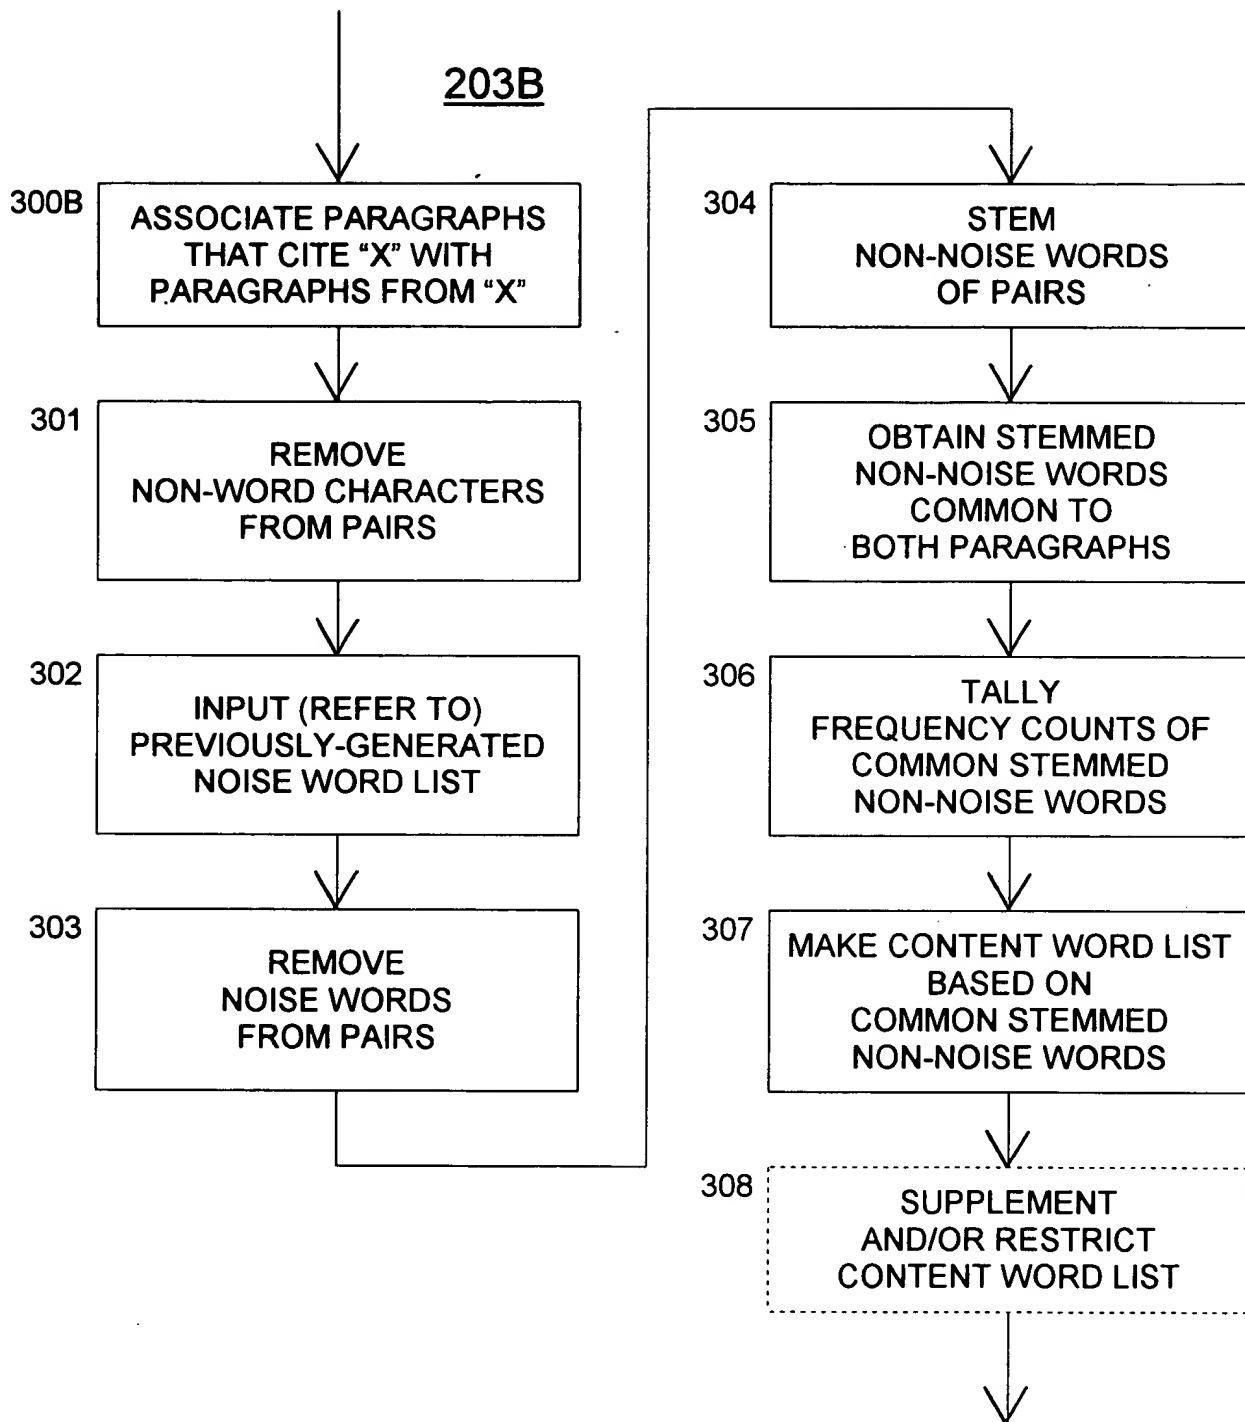 203B
300B
ASSOCIATE PARAGRAPHS
THAT CITE “X” WITH
PARAGRAPHS FROM “X”
301
REMOVE
NON-WORD CHARACTERS
FROM PAIRS
302
INPUT (REFER TO)
PREVIOUSLY-GENERATED
NOISE WORD LIST
303
REMOVE
NOISE WORDS
FROM PAIRS
304
STEM
NON-NOISE WORDS
OF PAIRS
305
OBTAIN STEMMED
NON-NOISE WORDS
COMMON TO
BOTH PARAGRAPHS
306
TALLY
FREQUENCY COUNTS OF
COMMON STEMMED
NON-NOISE WORDS
307
MAKE CONTENT WORD LIST
BASED ON
COMMON STEMMED
NON-NOISE WORDS
308
SUPPLEMENT
AND/OR RESTRICT
CONTENT WORD LIST